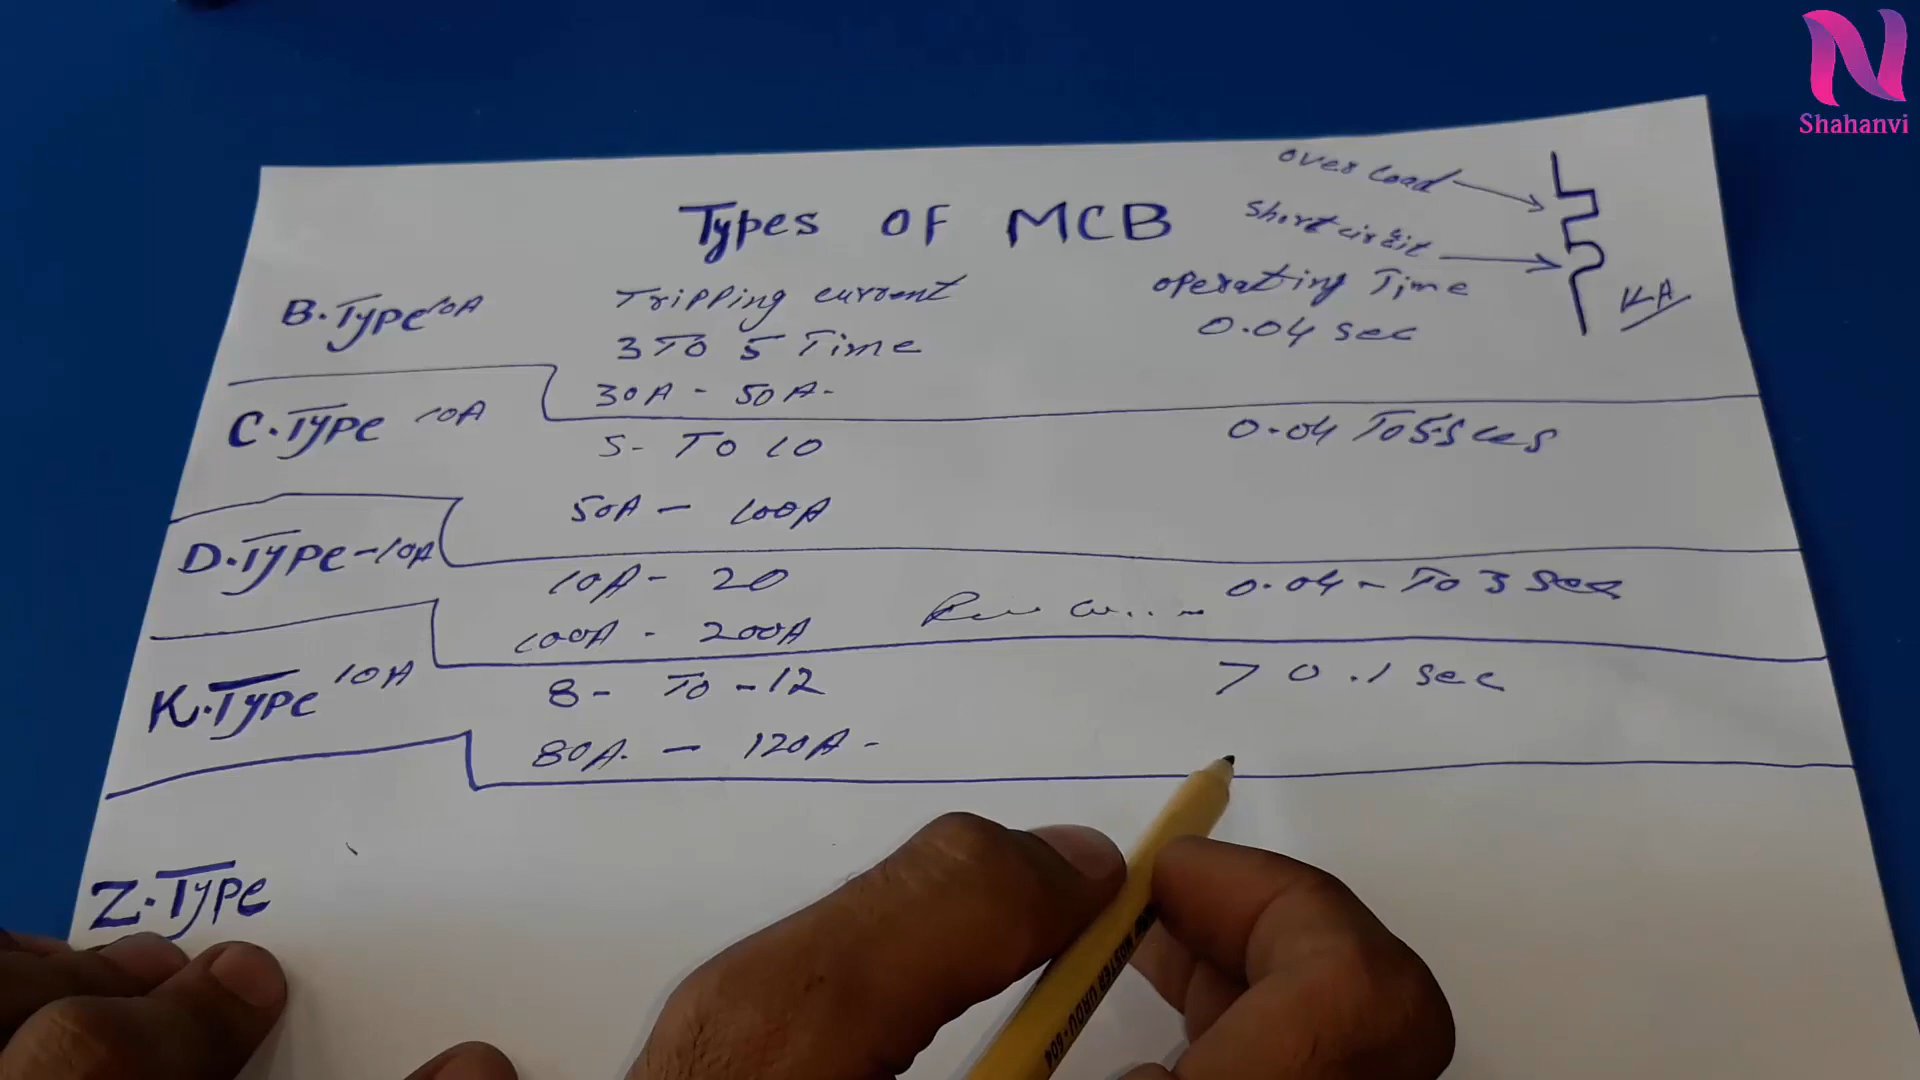 N
Shahanvi
over load
Types OF MCB
short circuit
B.Type 10A
Tripping current
operating Time
KA
3 TO 5 Time
0.04 sec
30A - 50A-
C.Type 10A
5- TO 10
0.04 To 5
50A - 100A
D.Type-10A
10A- 20
0.04 - To 3 sec
100A - 200A
K.Type 10A
8- To -12
> 0.1 sec
80A. - 120A -
Z.Type